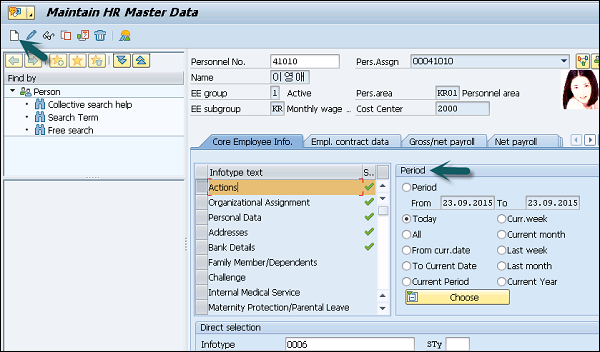 Maintain HR Master Data
Find by
Person
Collective search help
Search Term
Free search
Personnel No. 41010 Pers.Assgn 00041010
Name 이영애
EE group 1 Active Pers.area KR01 Personnel area
EE subgroup KR Monthly wage ... Cost Center 2000
Core Employee Info. Empl. contract data Gross/net payroll Net payroll
Infotype text S..
Actions
Organizational Assignment
Personal Data
Addresses
Bank Details
Family Member/Dependents
Challenge
Internal Medical Service
Maternity Protection/Parental Leave
Period
Period
From 23.09.2015 To 23.09.2015
Today Curr.week
All Current month
From curr.date Last week
To Current Date Last month
Current Period Current Year
Choose
Direct selection
Infotype 0006 STy